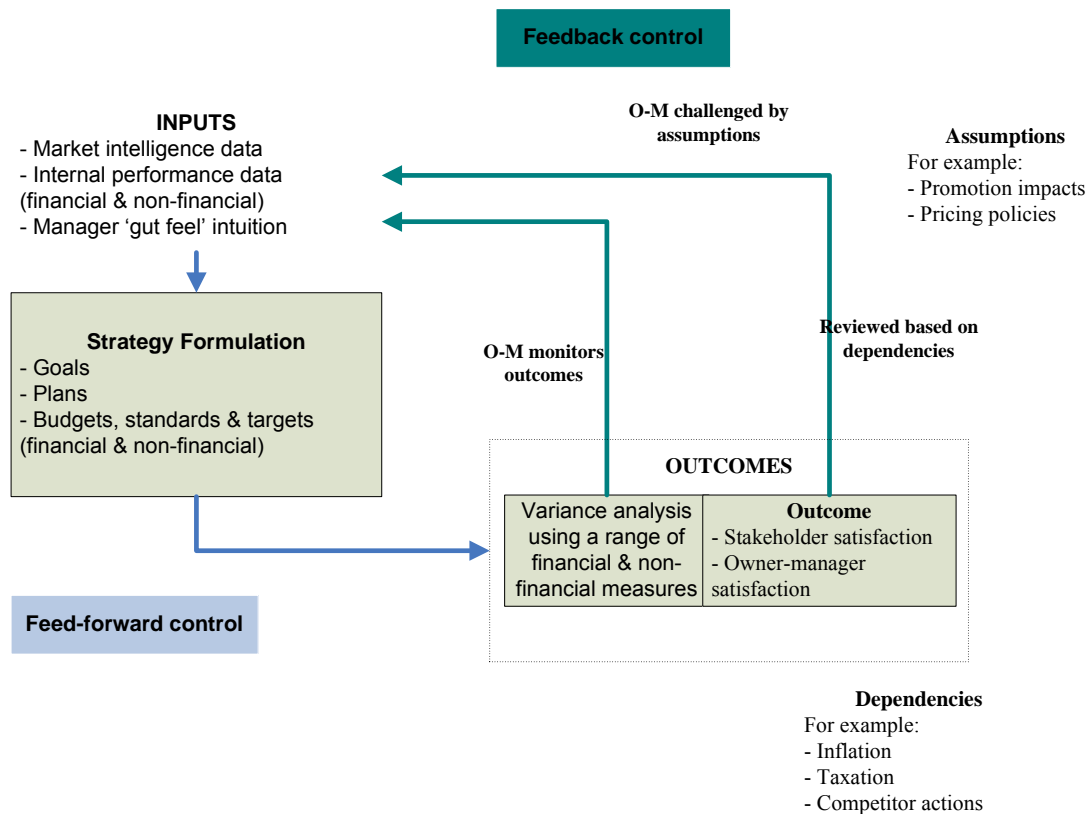 Feedback control
INPUTS
- Market intelligence data
- Internal performance data
(financial & non-financial)
- Manager ‘gut feel’ intuition
O-M challenged by
assumptions
Assumptions
For example:
- Promotion impacts
- Pricing policies
Strategy Formulation
- Goals
- Plans
- Budgets, standards & targets
(financial & non-financial)
O-M monitors
outcomes
Reviewed based on
dependencies
OUTCOMES
Variance analysis
using a range of
financial & non-
financial measures
Outcome
- Stakeholder satisfaction
- Owner-manager
satisfaction
Feed-forward control
Dependencies
For example:
- Inflation
- Taxation
- Competitor actions